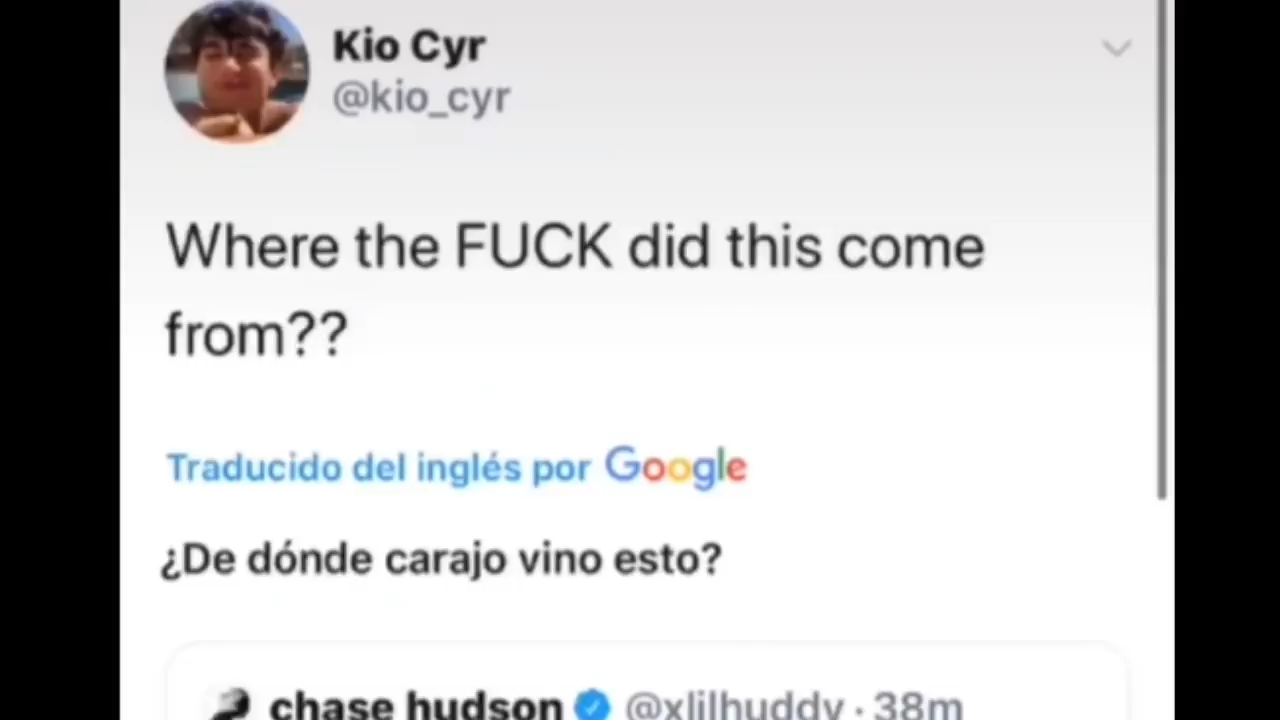 Kio Cyr
@kio_cyr
Where the FUCK did this come
from??
Traducido del inglés por Google
¿De dónde carajo vino esto?
chase hudson @xlilhuddy · 38m